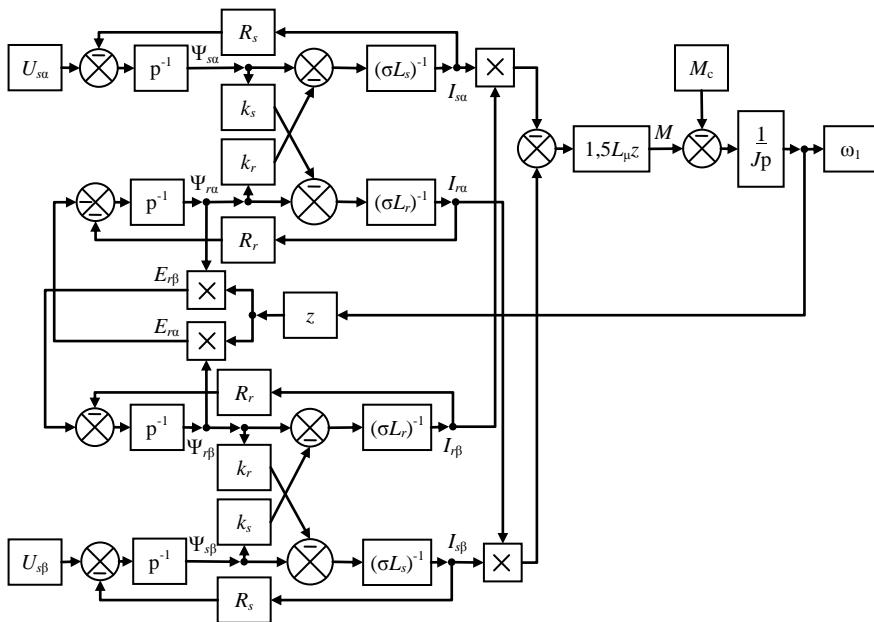 R_s
U_sα
p^-1
Ψ_sα
(σL_s)^-1
I_sα
×
M_c
k_s
1,5L_μz
M
1/Jp
ω_1
k_r
Ψ_rα
p^-1
(σL_r)^-1
I_rα
R_r
E_rβ
×
z
E_rα
×
R_r
p^-1
Ψ_rβ
(σL_r)^-1
I_rβ
k_r
k_s
U_sβ
p^-1
Ψ_sβ
(σL_s)^-1
I_sβ
×
R_s